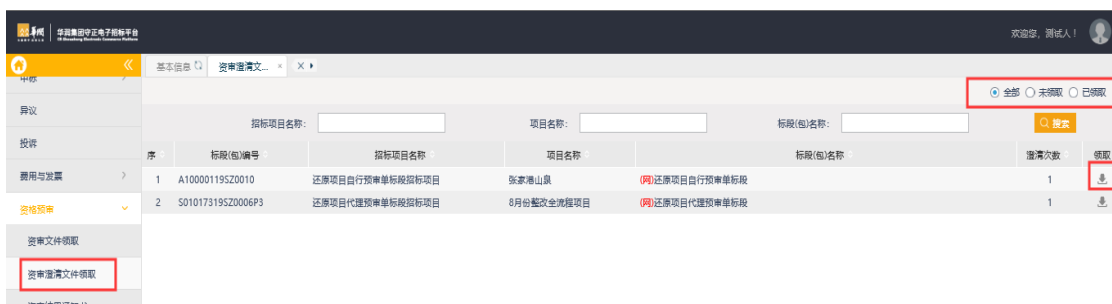 华润集团守正电子招标平台
欢迎您，测试人！
基本信息
资审澄清文...
× ▸
异议
投诉
费用与发票
资格预审
资审文件领取
资审澄清文件领取
全部 未领取 已领取
招标项目名称： 项目名称： 标段(包)名称： 搜索
序 标段(包)编号 招标项目名称 项目名称 标段(包)名称 澄清次数 领取
1 A10000119SZ0010 还原项目自行预审单标段招标项目 张家港山泉 (网)还原项目自行预审单标段 1
2 S01017319SZ0006P3 还原项目代理预审单标段招标项目 8月份整改全流程项目 (网)还原项目代理预审单标段 1